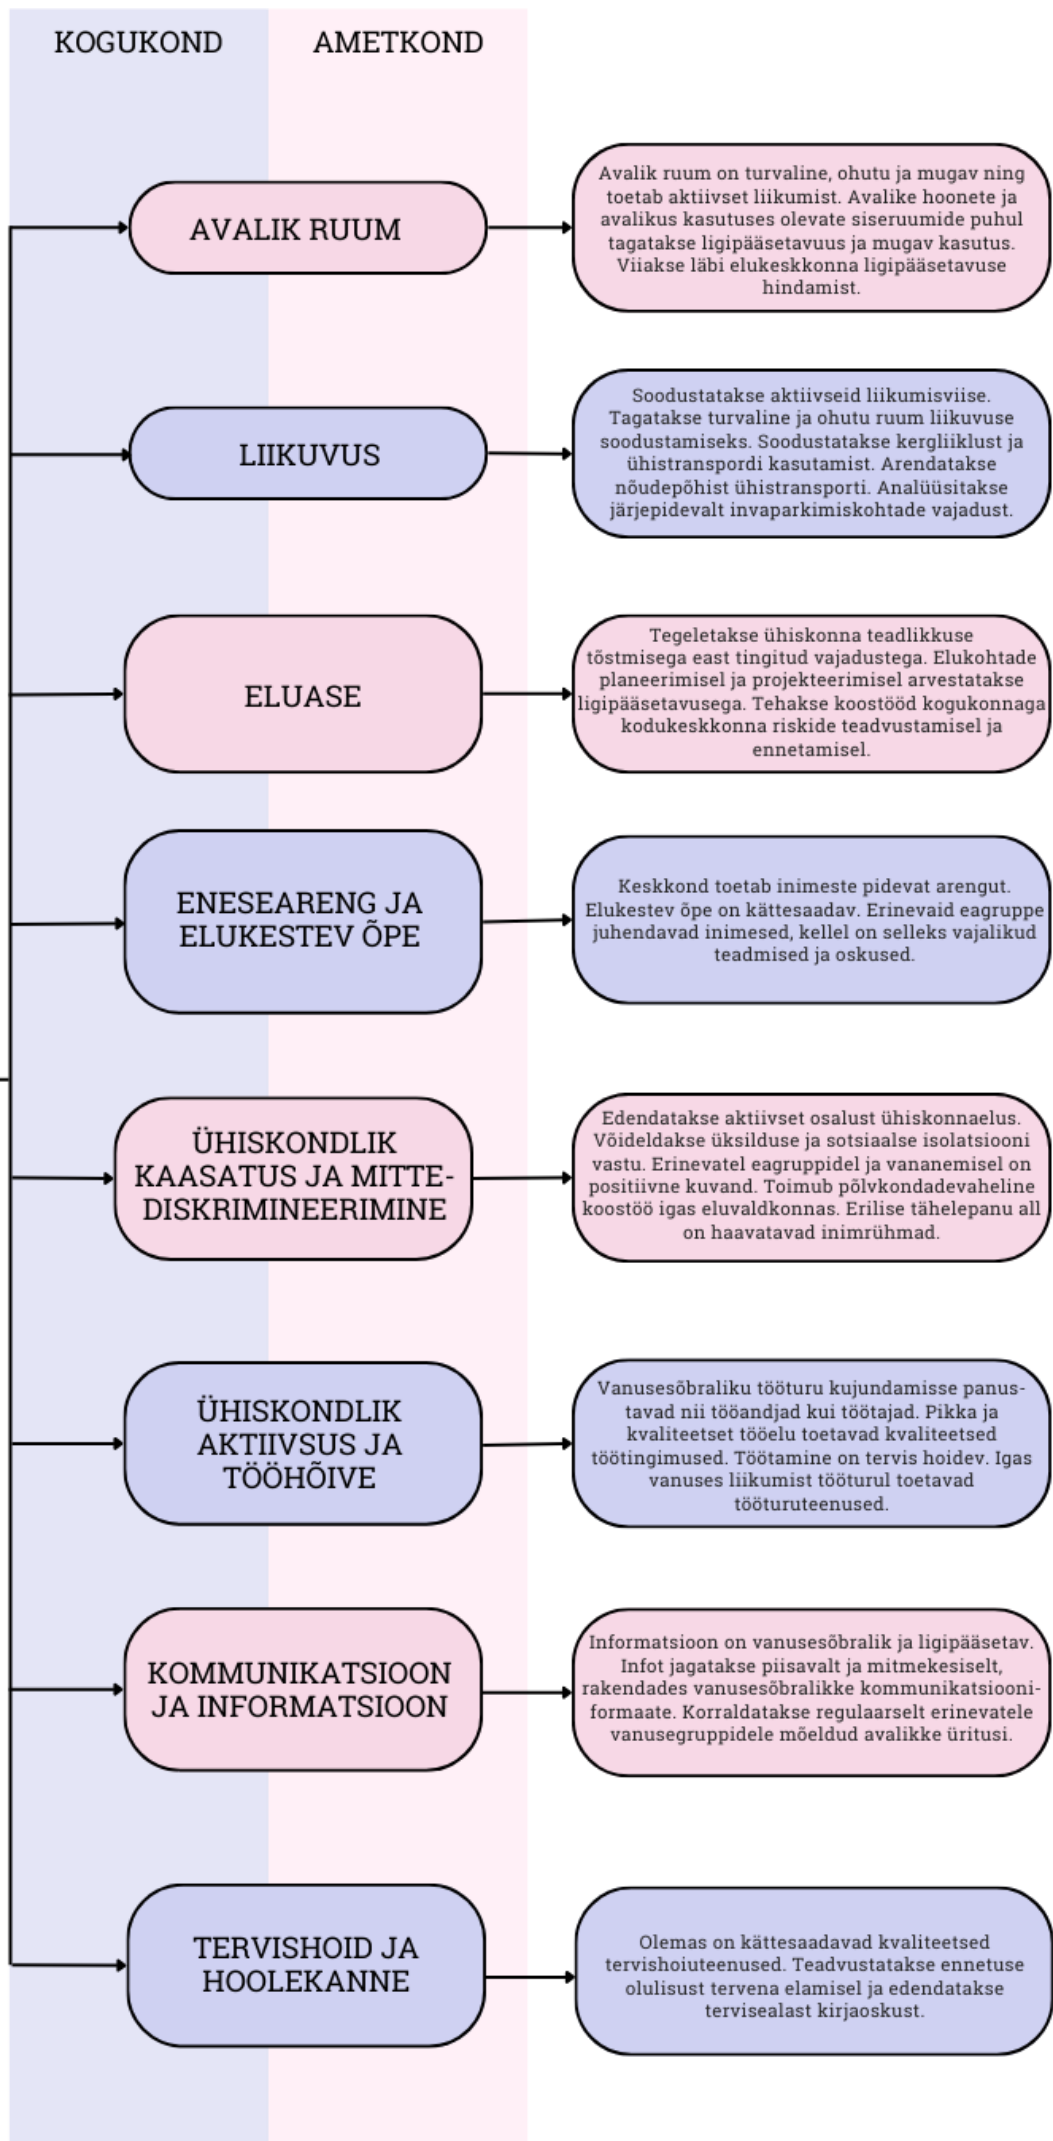 KOGUKOND
AMETKOND
AVALIK RUUM
Avalik ruum on turvaline, ohutu ja mugav ning
toetab aktiivset liikumist. Avalike hoonete ja
avalikus kasutuses olevate siseruumide puhul
tagatakse ligipääsetavuus ja mugav kasutus.
Viiakse läbi elukeskkonna ligipääsetavuse
hindamist.
LIIKUVUS
Soodustatakse aktiivseid liikumisviise.
Tagatakse turvaline ja ohutu ruum liikuvuse
soodustamiseks. Soodustatakse kergliiklust ja
ühistranspordi kasutamist. Arendatakse
nõudepõhist ühistransporti. Analüüsitakse
järjepidevalt invaparkimiskohtade vajadust.
ELUASE
Tegeletakse ühiskonna teadlikkuse
tõstmisega east tingitud vajadustega. Elukohtade
planeerimisel ja projekteerimisel arvestatakse
ligipääsetavusega. Tehakse koostööd kogukonnaga
kodukeskkonna riskide teadvustamisel ja
ennetamisel.
ENESEARENG JA
ELUKESTEV ÕPE
Keskkond toetab inimeste pidevat arengut.
Elukestev õpe on kättesaadav. Erinevaid eagruppe
juhendavad inimesed, kellel on selleks vajalikud
teadmised ja oskused.
ÜHISKONDLIK
KAASATUS JA MITTE-
DISKRIMINEERIMINE
Edendatakse aktiivset osalust ühiskonnaelus.
Võideldakse üksilduse ja sotsiaalse isolatsiooni
vastu. Erinevatel eagruppidel ja vananemisel on
positiivne kuvand. Toimub põlvkondadevaheline
koostöö igas eluvaldkonnas. Erilise tähelepanu all
on haavatavad inimrühmad.
ÜHISKONDLIK
AKTIIVSUS JA
TÖÖHÕIVE
Vanusesõbraliku tööturu kujundamisse panus-
tavad nii tööandjad kui töötajad. Pikka ja
kvaliteetset tööelu toetavad kvaliteetsed
töötingimused. Töötamine on tervis hoidev. Igas
vanuses liikumist tööturul toetavad
tööturuteenused.
KOMMUNIKATSIOON
JA INFORMATSIOON
Informatsioon on vanusesõbralik ja ligipääsetav.
Infot jagatakse piisavalt ja mitmekesiselt,
rakendades vanusesõbralikke kommunikatsiooni-
formaate. Korraldatakse regulaarselt erinevatele
vanusegruppidele mõeldud avalikke üritusi.
TERVISHOID JA
HOOLEKANNE
Olemas on kättesaadavad kvaliteetsed
tervishoiuteenused. Teadvustatakse ennetuse
olulisust tervena elamisel ja edendatakse
tervisealast kirjaoskust.